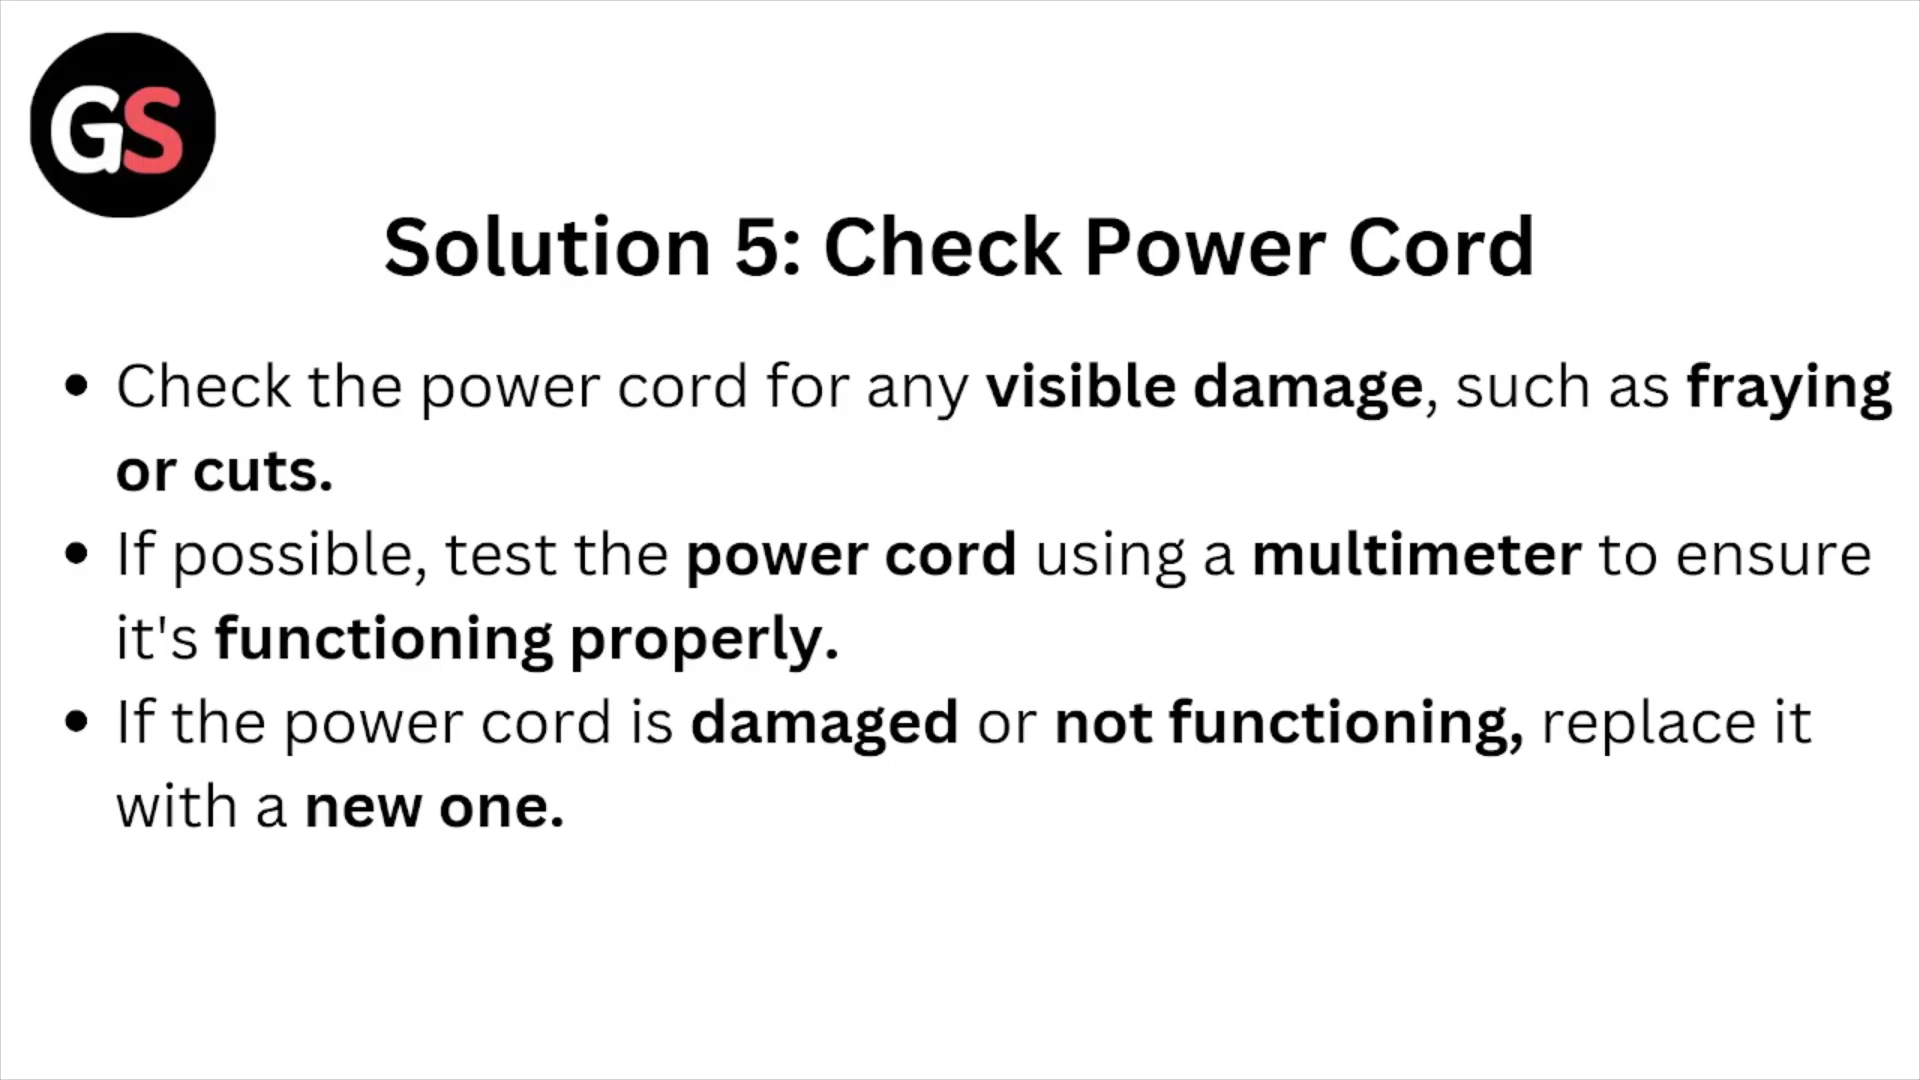 GS
Solution 5: Check Power Cord
• Check the power cord for any visible damage, such as fraying
or cuts.
• If possible, test the power cord using a multimeter to ensure
it's functioning properly.
• If the power cord is damaged or not functioning, replace it
with a new one.